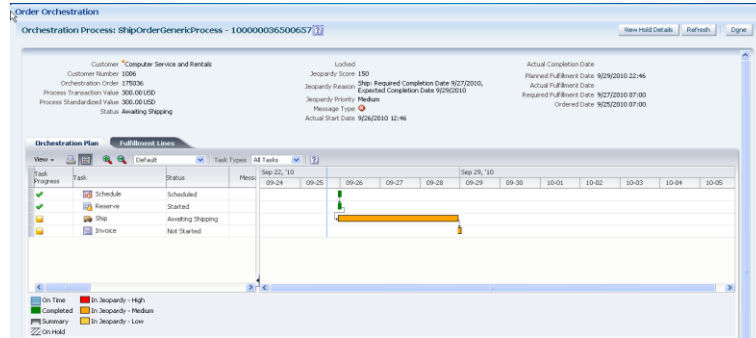 Order Orchestration
Orchestration Process: ShipOrderGenericProcess - 100000036500657 ?
View Hold Details Refresh Done
Customer *Computer Service and Rentals
Customer Number 1006
Orchestration Order 175036
Process Transaction Value 300.00 USD
Process Standardized Value 300.00 USD
Status Awaiting Shipping
Locked
Jeopardy Score 150
Jeopardy Reason Ship: Required Completion Date 9/27/2010,
Expected Completion Date 9/29/2010
Jeopardy Priority Medium
Message Type
Actual Start Date 9/26/2010 12:46
Actual Completion Date
Planned Fulfillment Date 9/29/2010 22:46
Actual Fulfillment Date
Required Fulfillment Date 9/27/2010 07:00
Ordered Date 9/25/2010 07:00
Orchestration Plan Fulfillment Lines
View Default Task Types All Tasks ?
Task Progress Task Status Mess
Sep 22, '10 Sep 29, '10
09-24 09-25 09-26 09-27 09-28 09-29 09-30 10-01 10-02 10-03 10-04 10-05
Schedule Scheduled
Reserve Started
Ship Awaiting Shipping
Invoice Not Started
On Time In Jeopardy - High
Completed In Jeopardy - Medium
Summary In Jeopardy - Low
On Hold